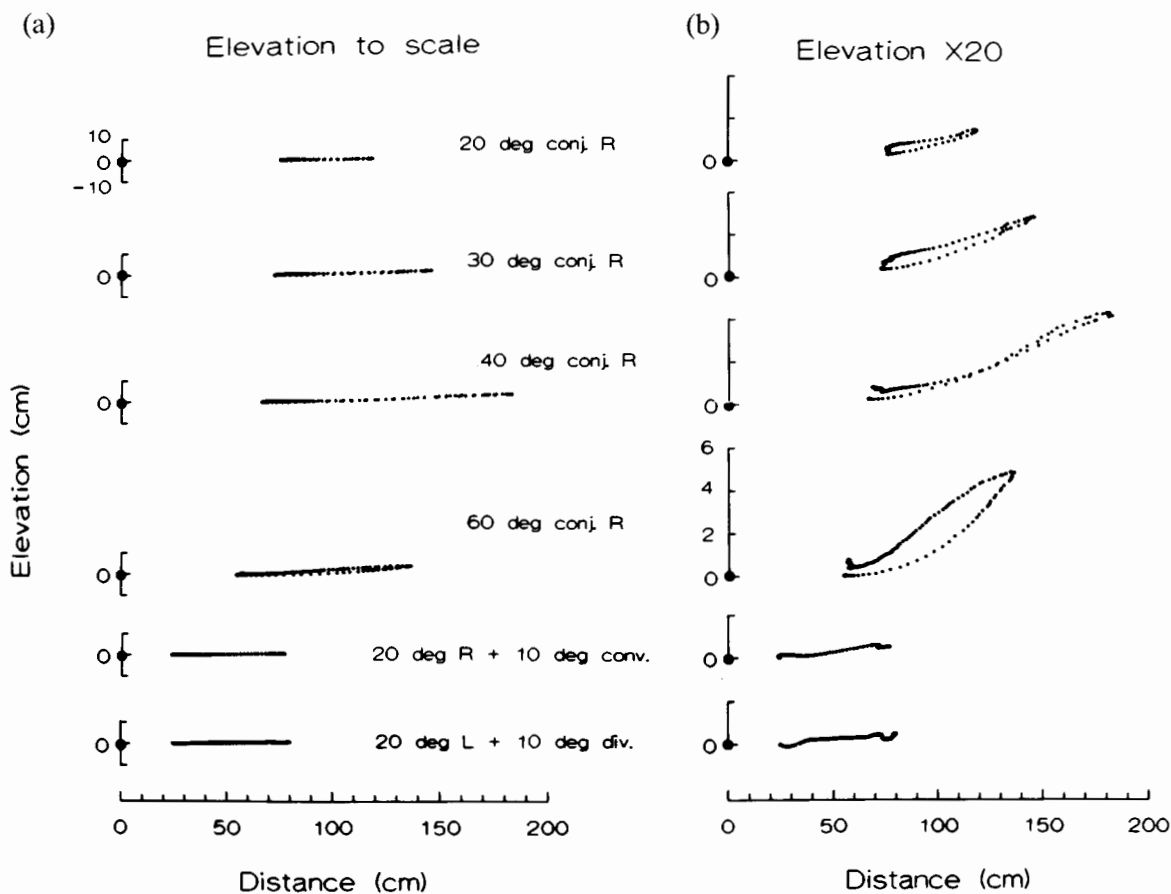 (a)
Elevation to scale
10
0
-10
20 deg conj. R
0
30 deg conj. R
0
40 deg conj. R
0
60 deg conj. R
0
20 deg R + 10 deg conv.
0
20 deg L + 10 deg div.
Elevation (cm)
0 50 100 150 200
Distance (cm)
(b)
Elevation X20
0
0
0
6
4
2
0
0
0
0 50 100 150 200
Distance (cm)